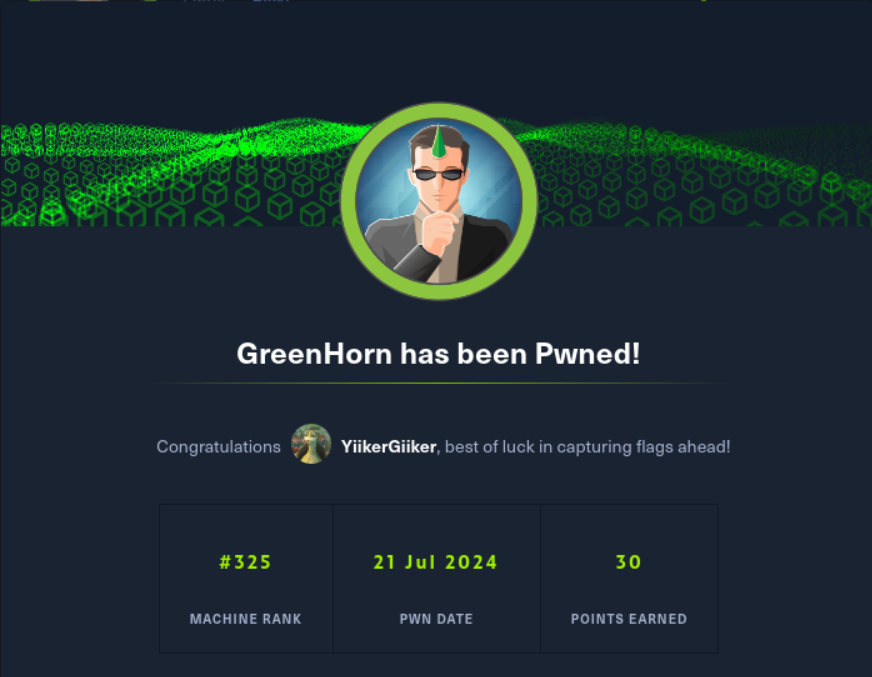 GreenHorn has been Pwned!
Congratulations YiikerGiiker, best of luck in capturing flags ahead!
#325 21 Jul 2024 30
MACHINE RANK PWN DATE POINTS EARNED